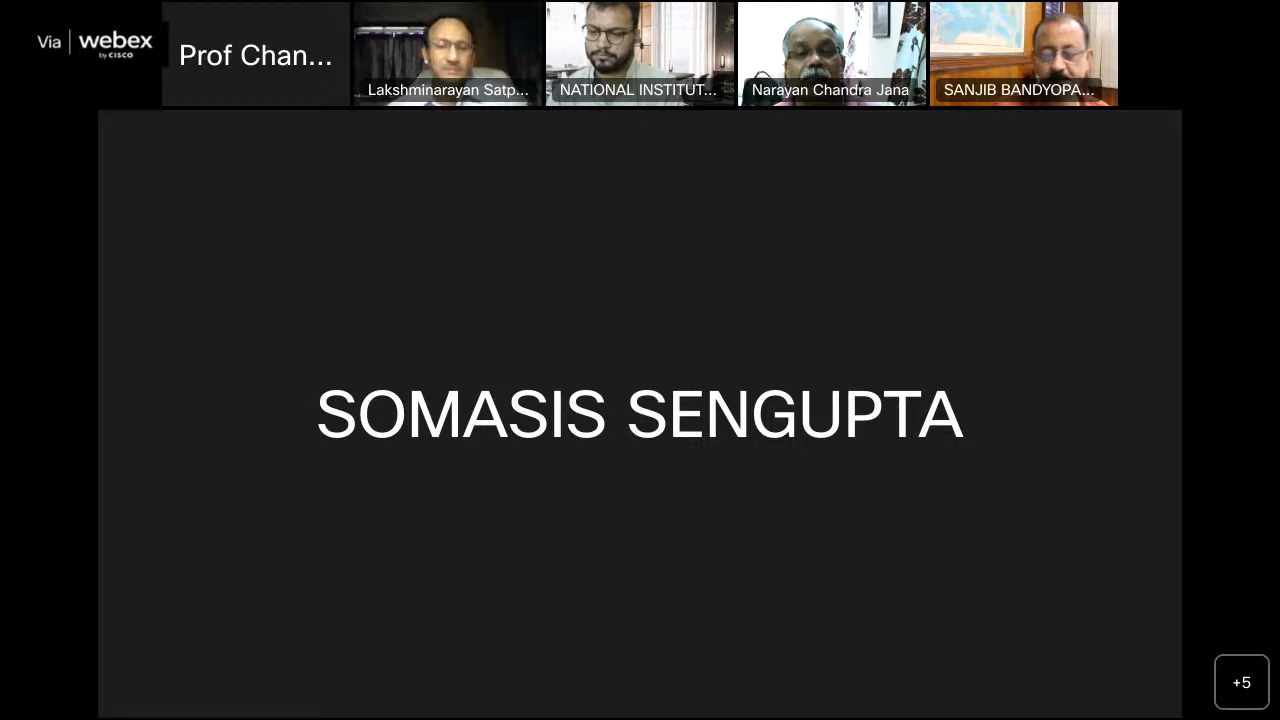 Via webex
by CISCO
Prof Chan...
Lakshminarayan Satp...
NATIONAL INSTITUT...
Narayan Chandra Jana
SANJIB BANDYOPA...
SOMASIS SENGUPTA
+5